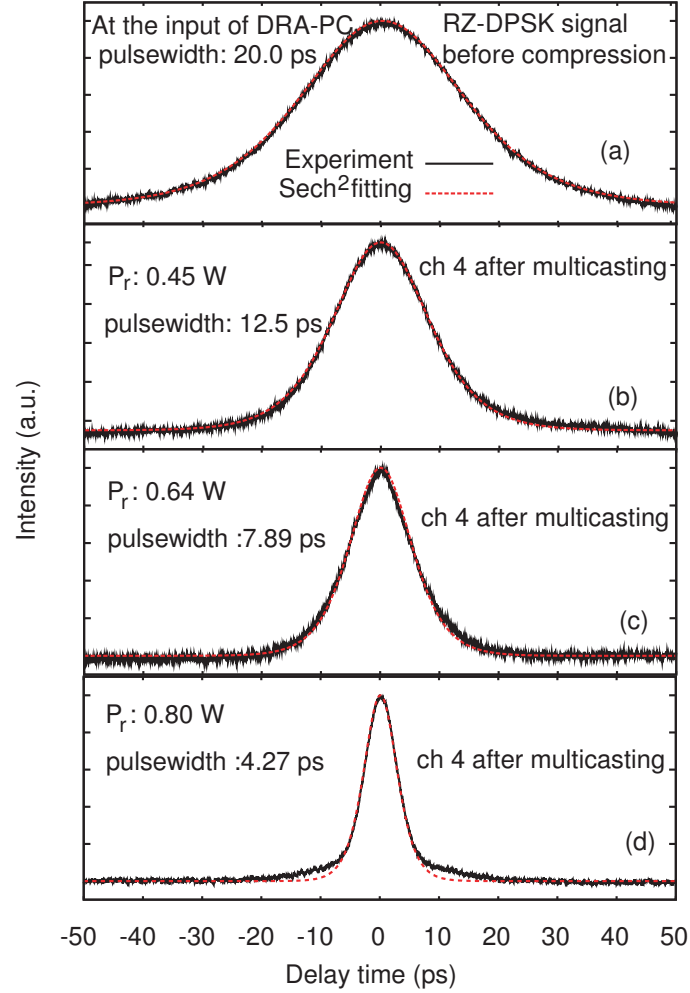 At the input of DRA-PC
pulsewidth: 20.0 ps
RZ-DPSK signal
before compression
(a)
Experiment
Sech²fitting
Pr: 0.45 W
pulsewidth: 12.5 ps
ch 4 after multicasting
(b)
Pr: 0.64 W
pulsewidth :7.89 ps
ch 4 after multicasting
(c)
Pr: 0.80 W
pulsewidth :4.27 ps
ch 4 after multicasting
(d)
Intensity (a.u.)
-50 -40 -30 -20 -10 0 10 20 30 40 50
Delay time (ps)